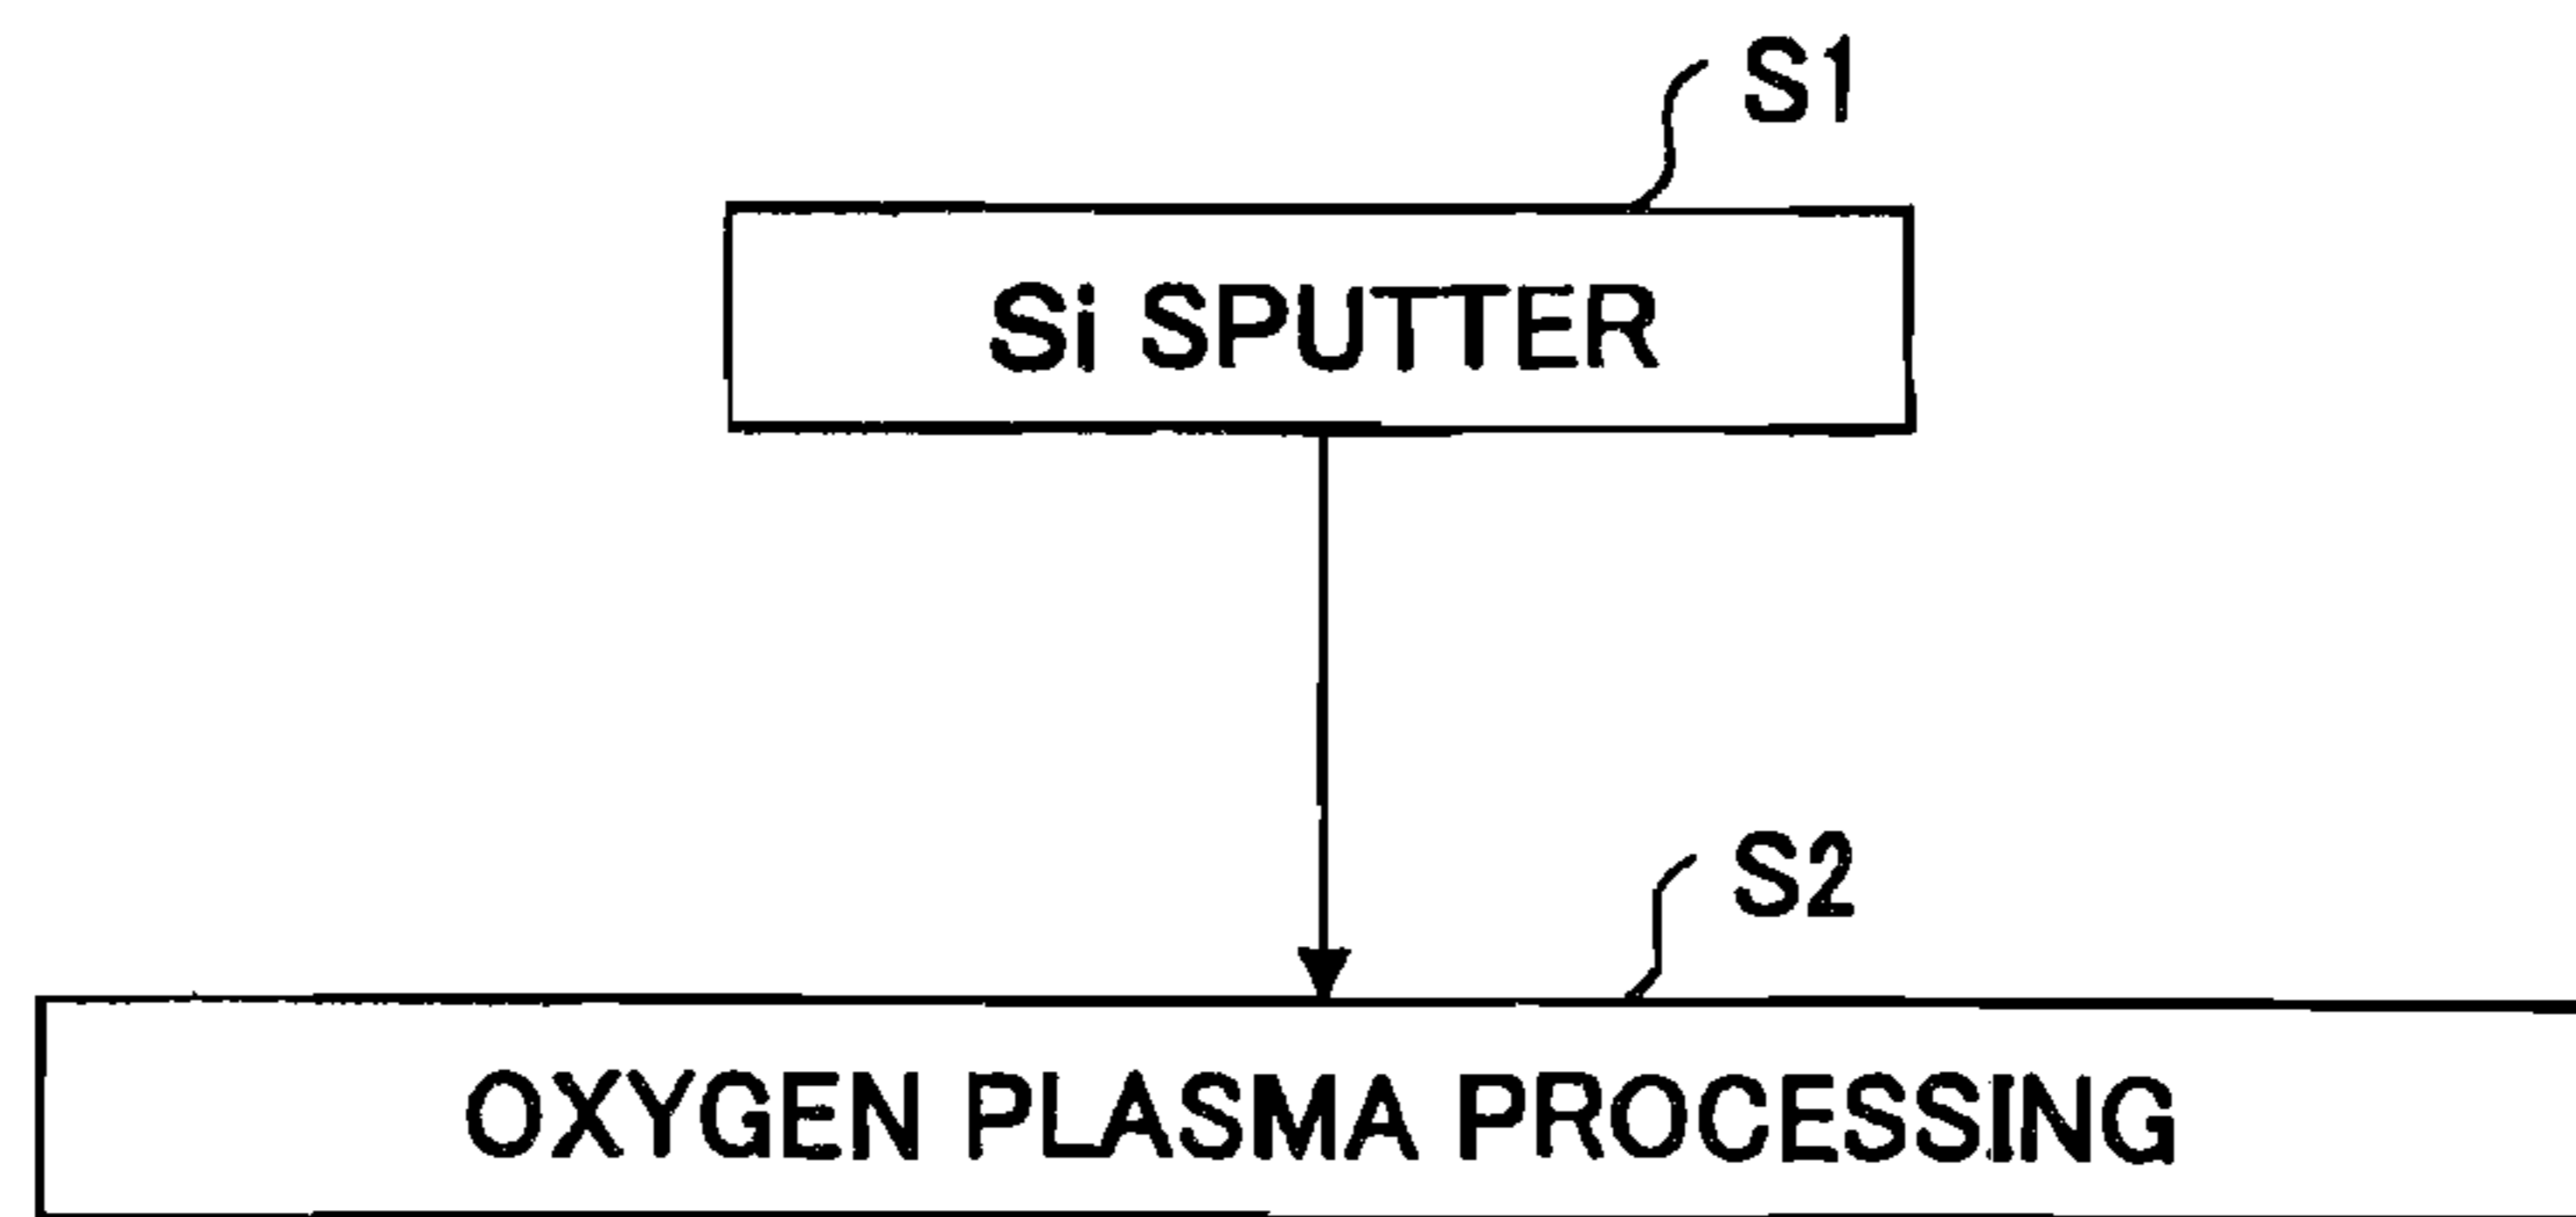 S1
Si SPUTTER
S2
OXYGEN PLASMA PROCESSING